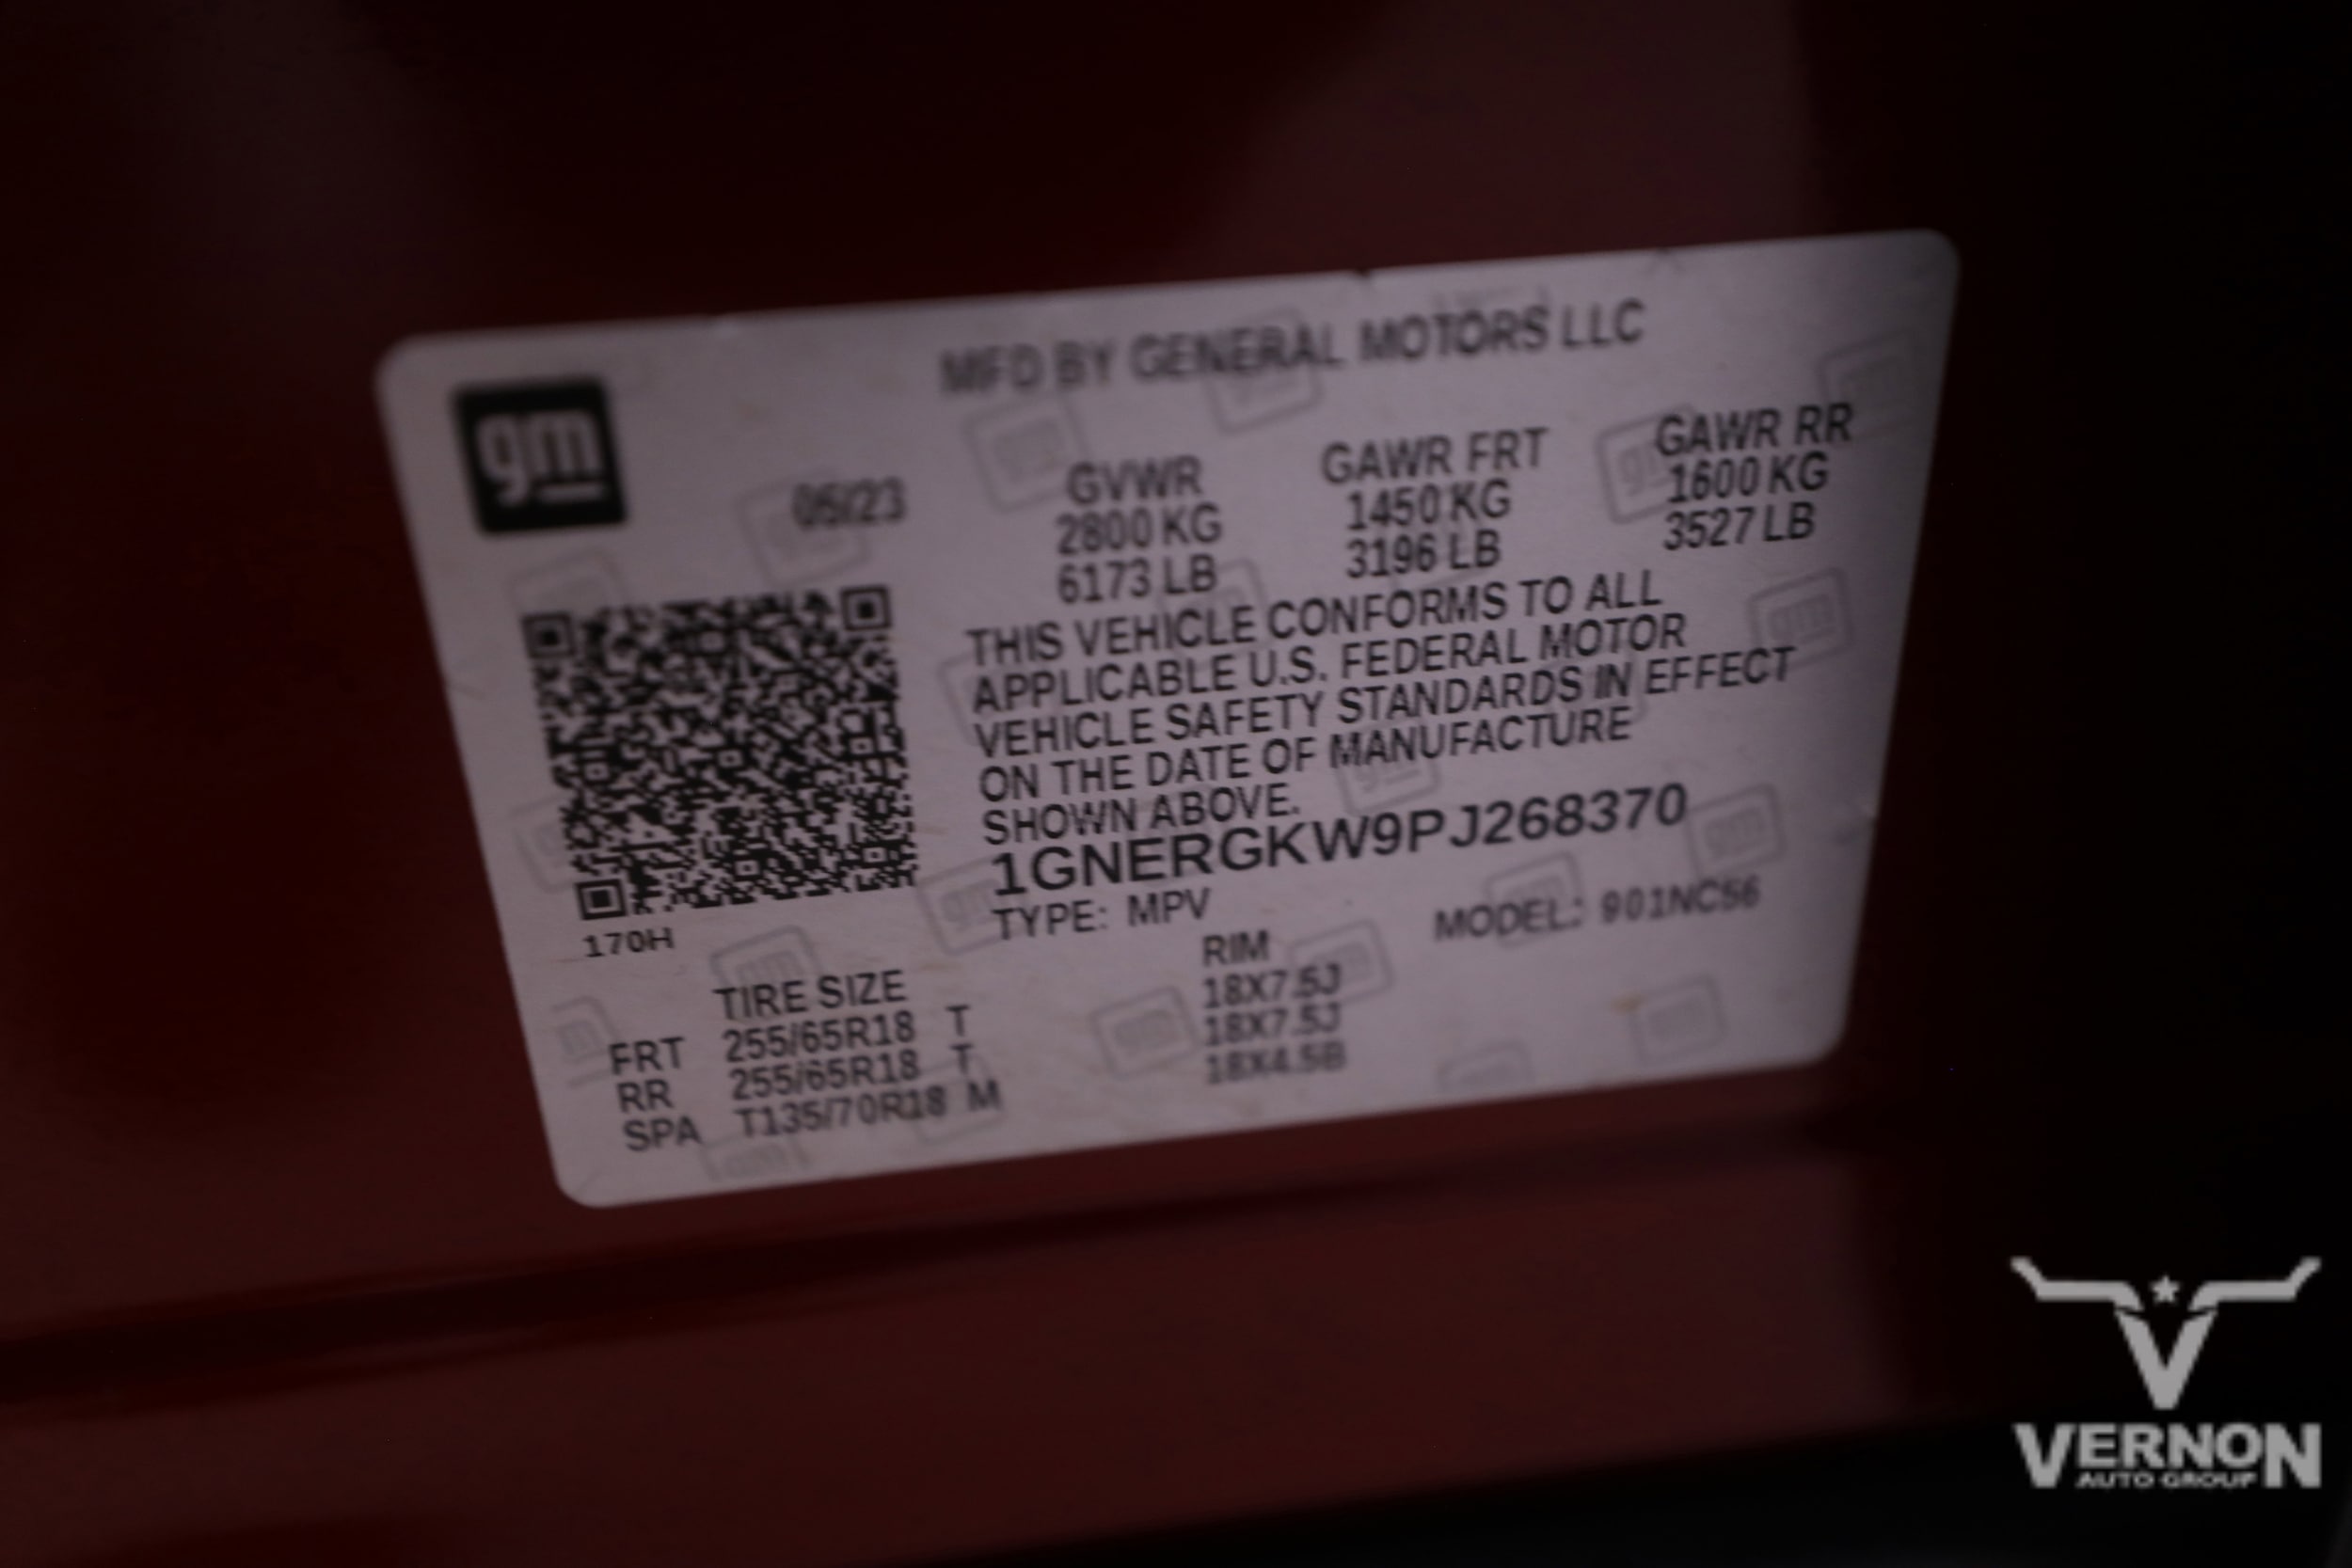 gm
MFD BY GENERAL MOTORS LLC
05/23
GVWR GAWR FRT GAWR RR
2800 KG 1450 KG 1600 KG
6173 LB 3196 LB 3527 LB
THIS VEHICLE CONFORMS TO ALL
APPLICABLE U.S. FEDERAL MOTOR
VEHICLE SAFETY STANDARDS IN EFFECT
ON THE DATE OF MANUFACTURE
SHOWN ABOVE.
1GNERGKW9PJ268370
TYPE: MPV MODEL: 901NC56
170H
TIRE SIZE RIM
FRT 255/65R18 T 18X7.5J
RR 255/65R18 T 18X7.5J
SPA T135/70R18 M 18X4.5B
VERNON
AUTO GROUP